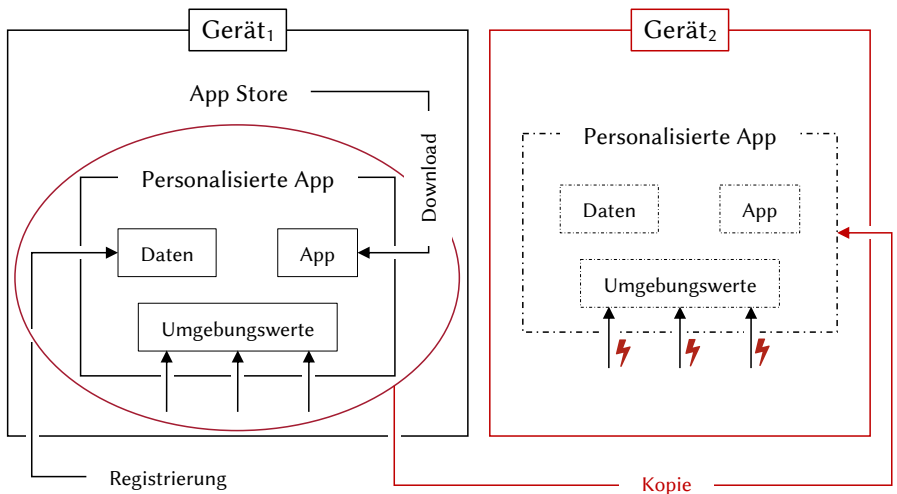 Gerät₁
Gerät₂
App Store
Download
Personalisierte App
Daten
App
Umgebungswerte
Personalisierte App
Daten
App
Umgebungswerte
Registrierung
Kopie